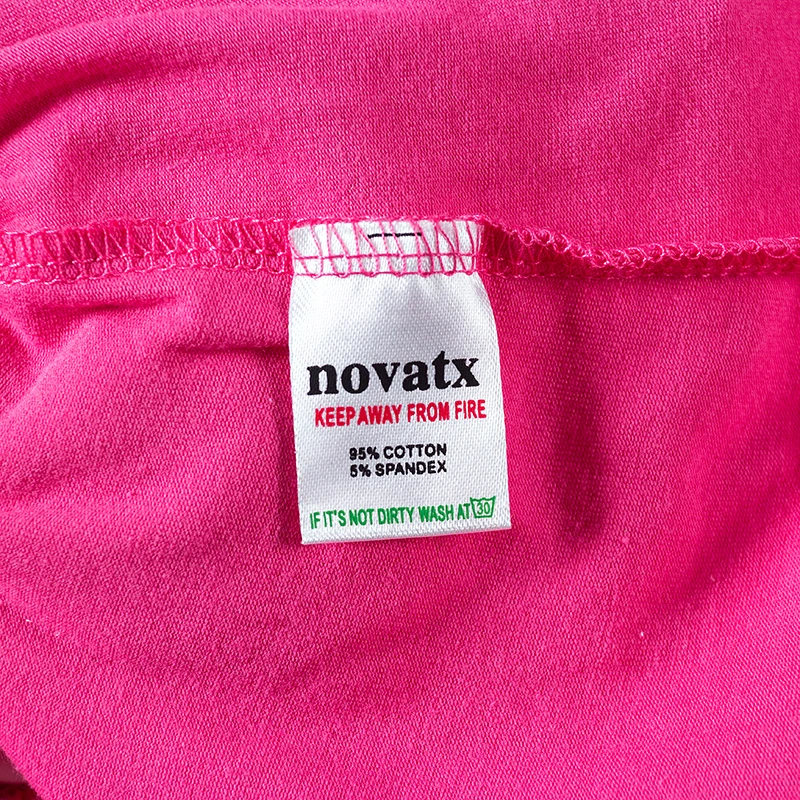 novatx
KEEP AWAY FROM FIRE
95% COTTON
5% SPANDEX
IF IT'S NOT DIRTY WASH AT 30